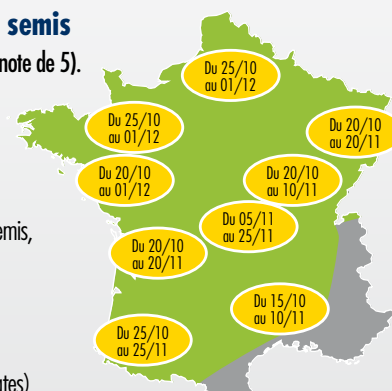 semis
note de 5).
Du 25/10
au 01/12
Du 25/10
au 01/12
Du 20/10
au 20/11
Du 20/10
au 01/12
Du 20/10
au 10/11
Du 05/11
au 25/11
Du 20/10
au 20/11
Du 15/10
au 10/11
Du 25/10
au 25/11